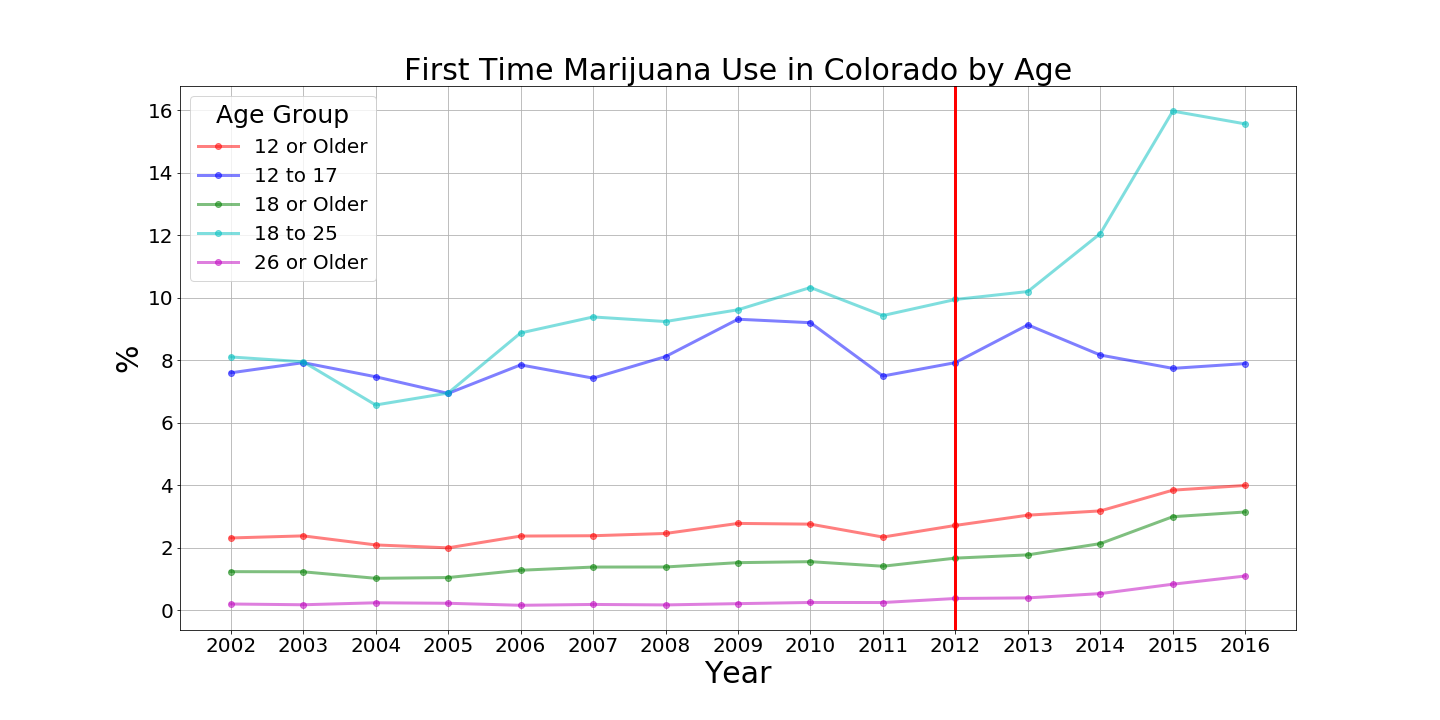 First Time Marijuana Use in Colorado by Age
Age Group
12 or Older
12 to 17
18 or Older
18 to 25
26 or Older
%
16
14
12
10
8
6
4
2
0
2002 2003 2004 2005 2006 2007 2008 2009 2010 2011 2012 2013 2014 2015 2016
Year